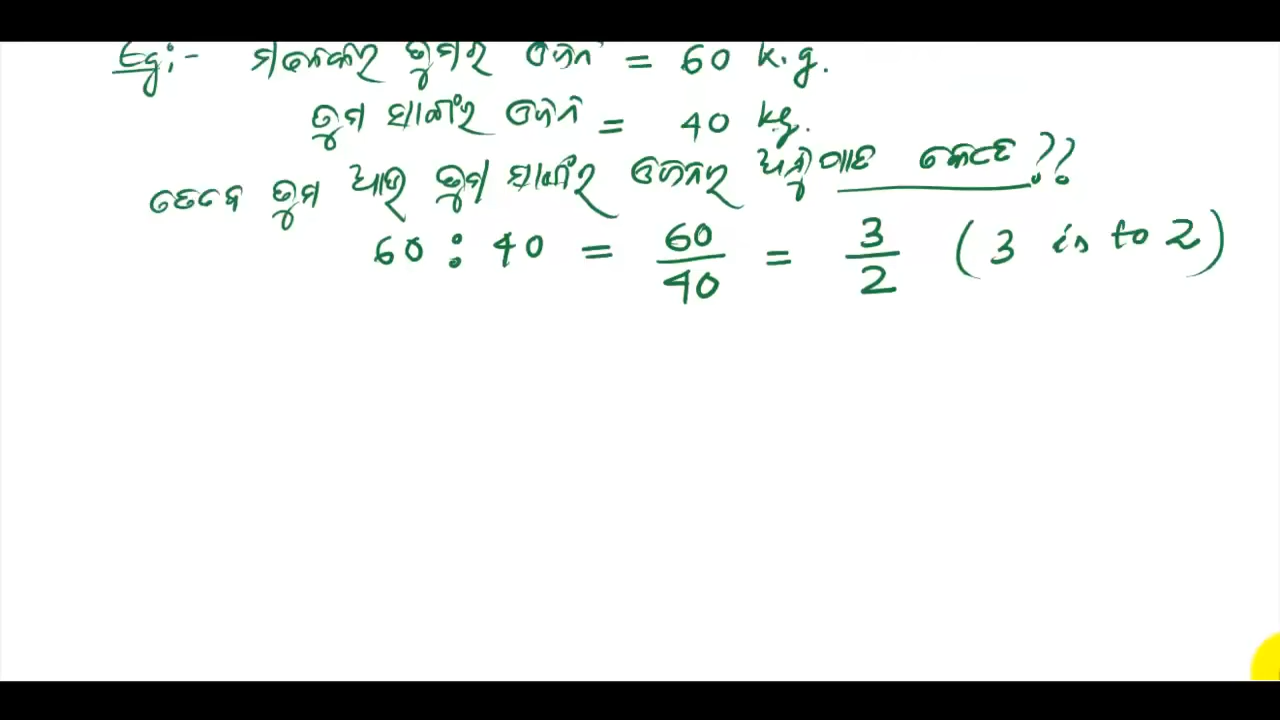 Eg:- ମନେକର ତୁମର ଓଜନ = 60 k.g.
ତୁମ ସାଙ୍ଗର ଓଜନ = 40 kg.
ତେବେ ତୁମ ଆଉ ତୁମ ସାଙ୍ଗର ଓଜନର ଅନୁପାତ କେତେ ??
60 : 40 = 60/40 = 3/2 (3 is to 2)